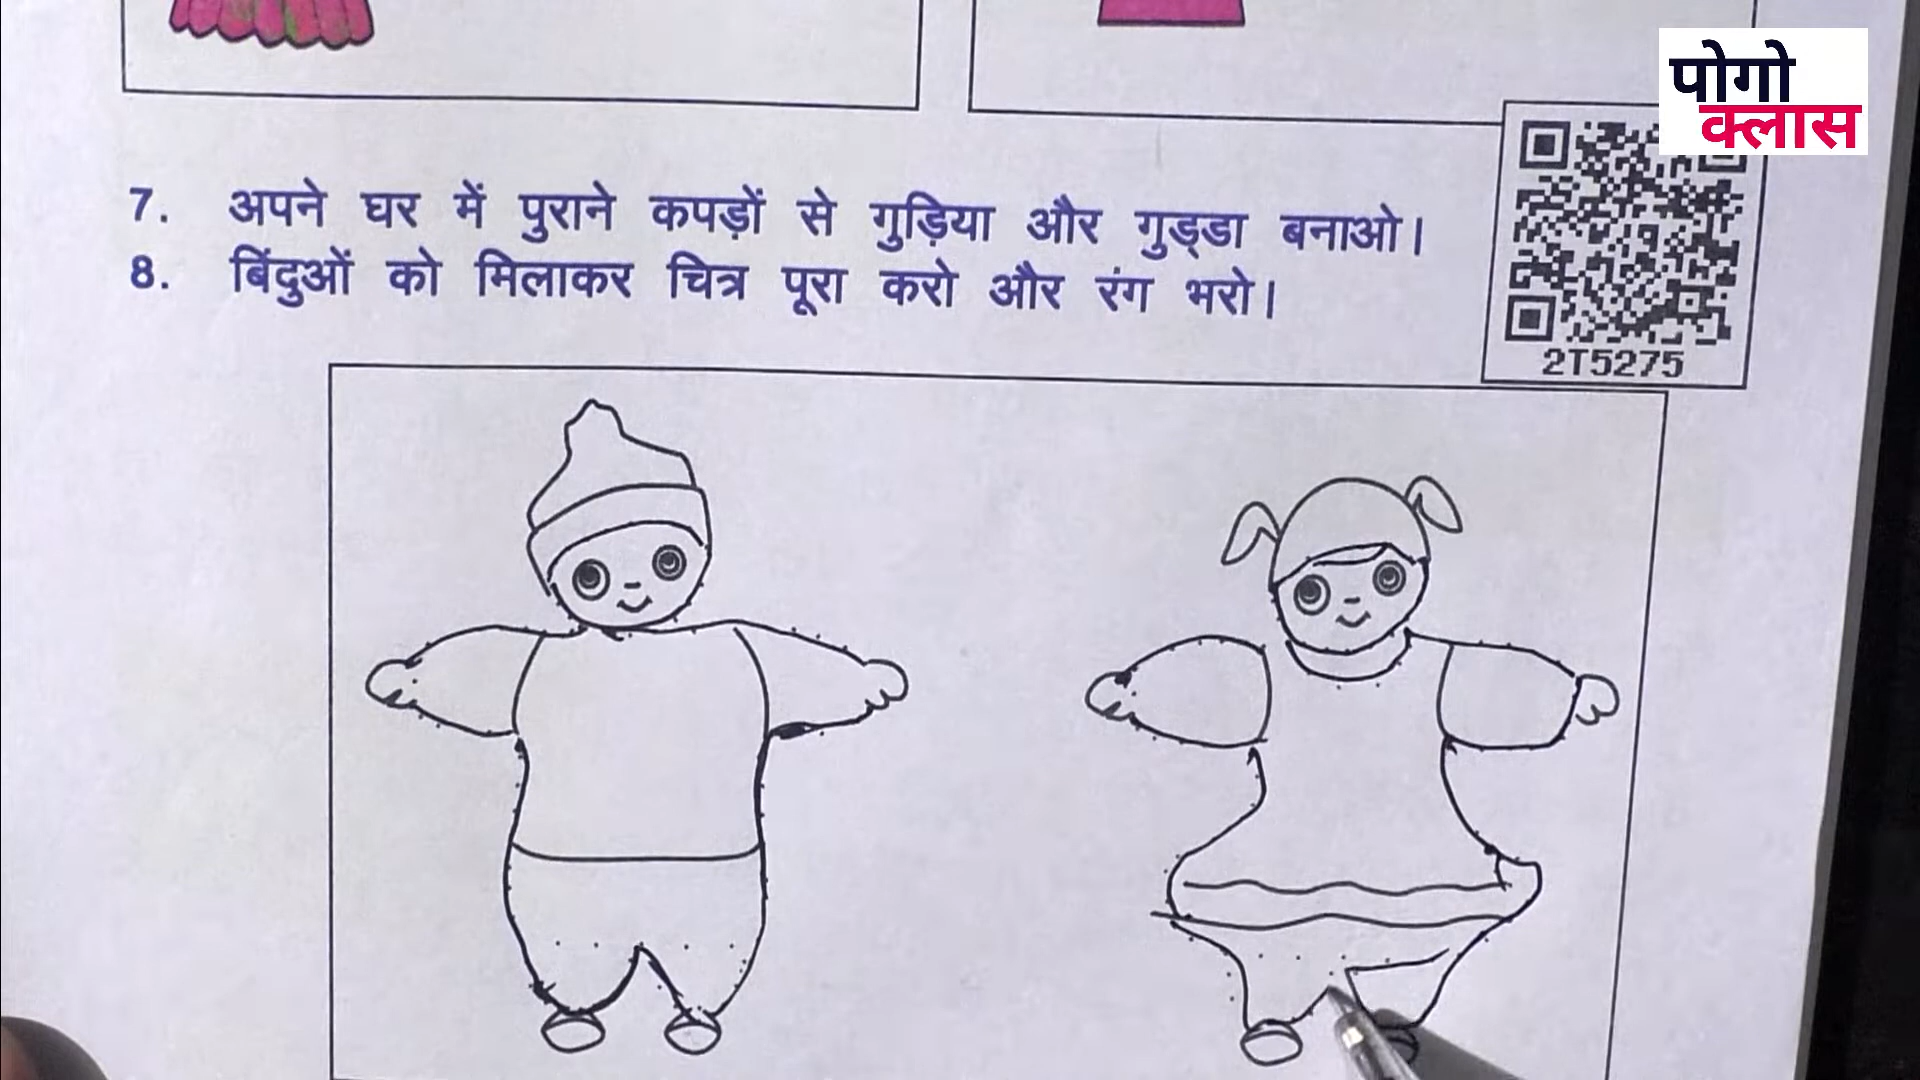 पोगो
क्लास
7. अपने घर में पुराने कपड़ों से गुड़िया और गुड्डा बनाओ।
8. बिंदुओं को मिलाकर चित्र पूरा करो और रंग भरो।
2T5275